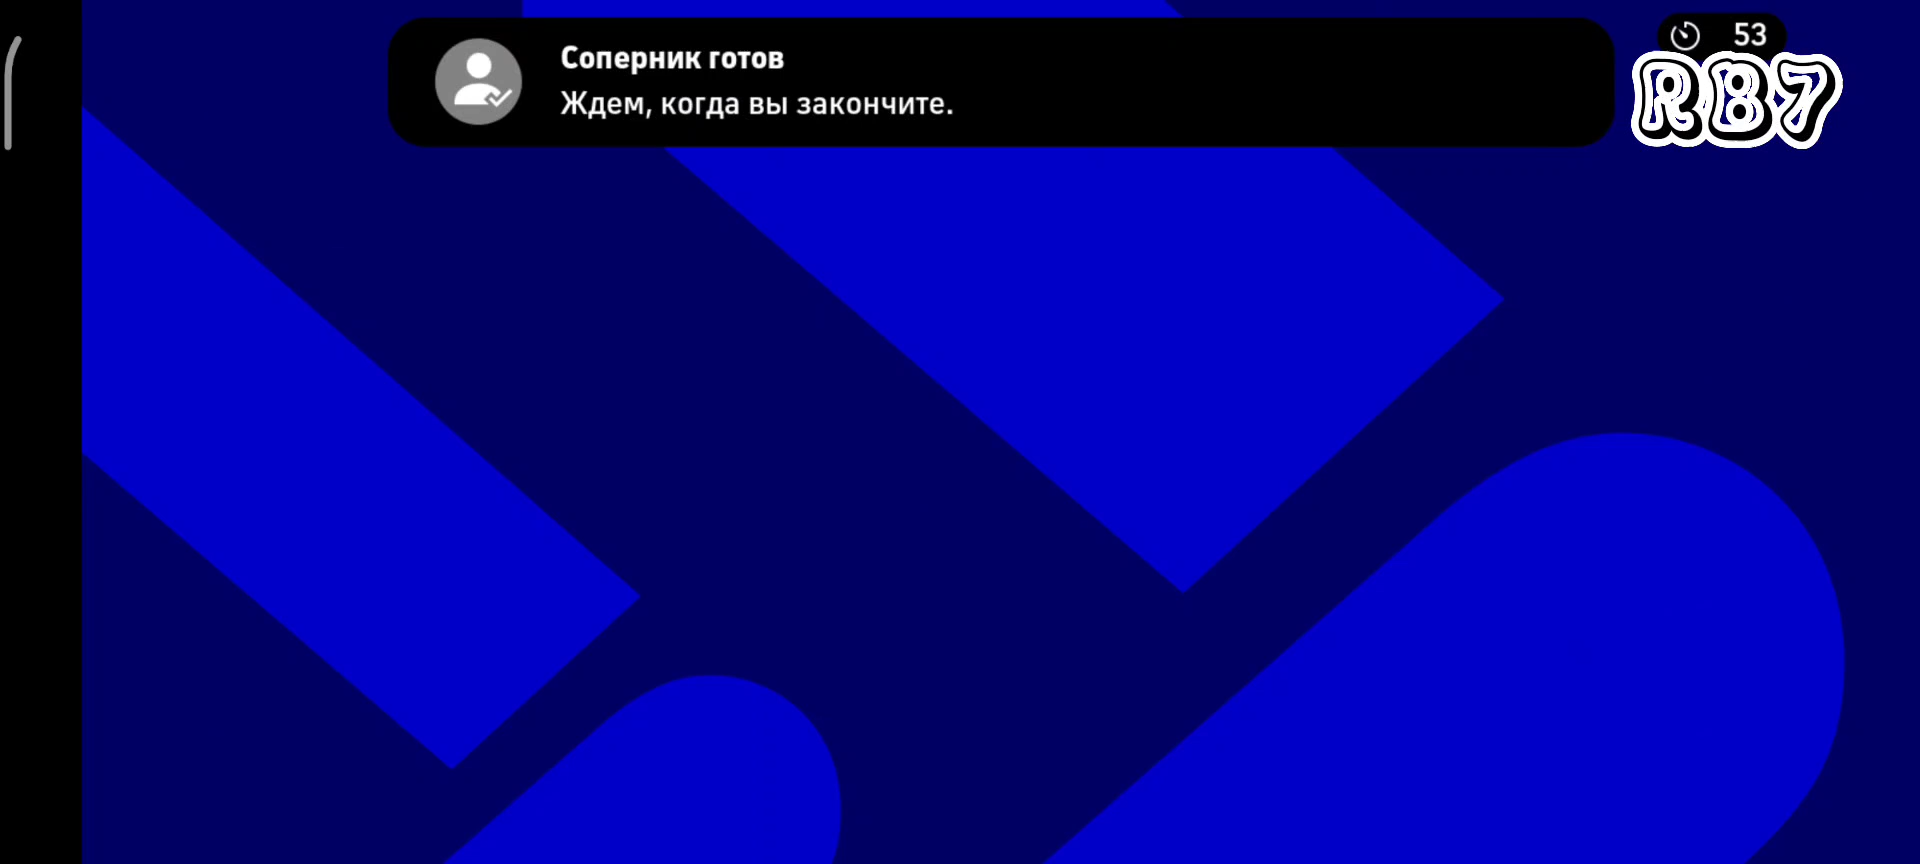 Соперник готов
Ждем, когда вы закончите.
53
RB7